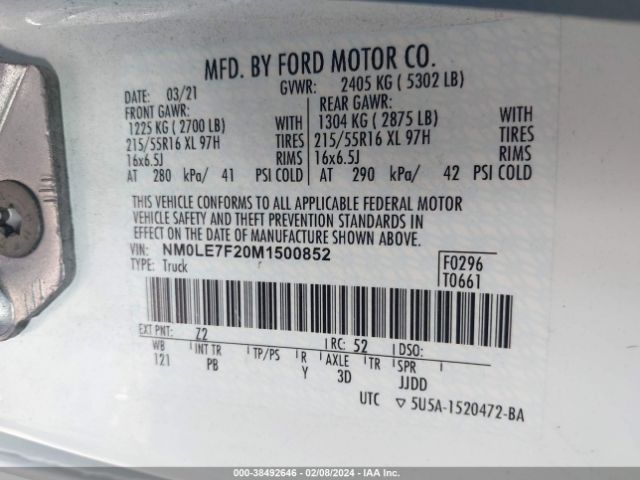 MFD. BY FORD MOTOR CO.
DATE: 03/21 GVWR: 2405 KG ( 5302 LB)
FRONT GAWR: REAR GAWR:
1225 KG ( 2700 LB) WITH 1304 KG ( 2875 LB) WITH
215/55R16 XL 97H TIRES 215/55R16 XL 97H TIRES
16x6.5J RIMS 16x6.5J RIMS
AT 280 kPa/ 41 PSI COLD AT 290 kPa/ 42 PSI COLD
THIS VEHICLE CONFORMS TO ALL APPLICABLE FEDERAL MOTOR
VEHICLE SAFETY AND THEFT PREVENTION STANDARDS IN
EFFECT ON THE DATE OF MANUFACTURE SHOWN ABOVE.
VIN: NM0LE7F20M1500852 F0296
TYPE: Truck T0661
EXT PNT: Z2 RC: 52 DSO:
WB INT TR TP/PS R AXLE TR SPR
121 PB Y 3D JJDD
UTC ▽ 5U5A-1520472-BA
000-38492646 - 02/08/2024 - IAA Inc.